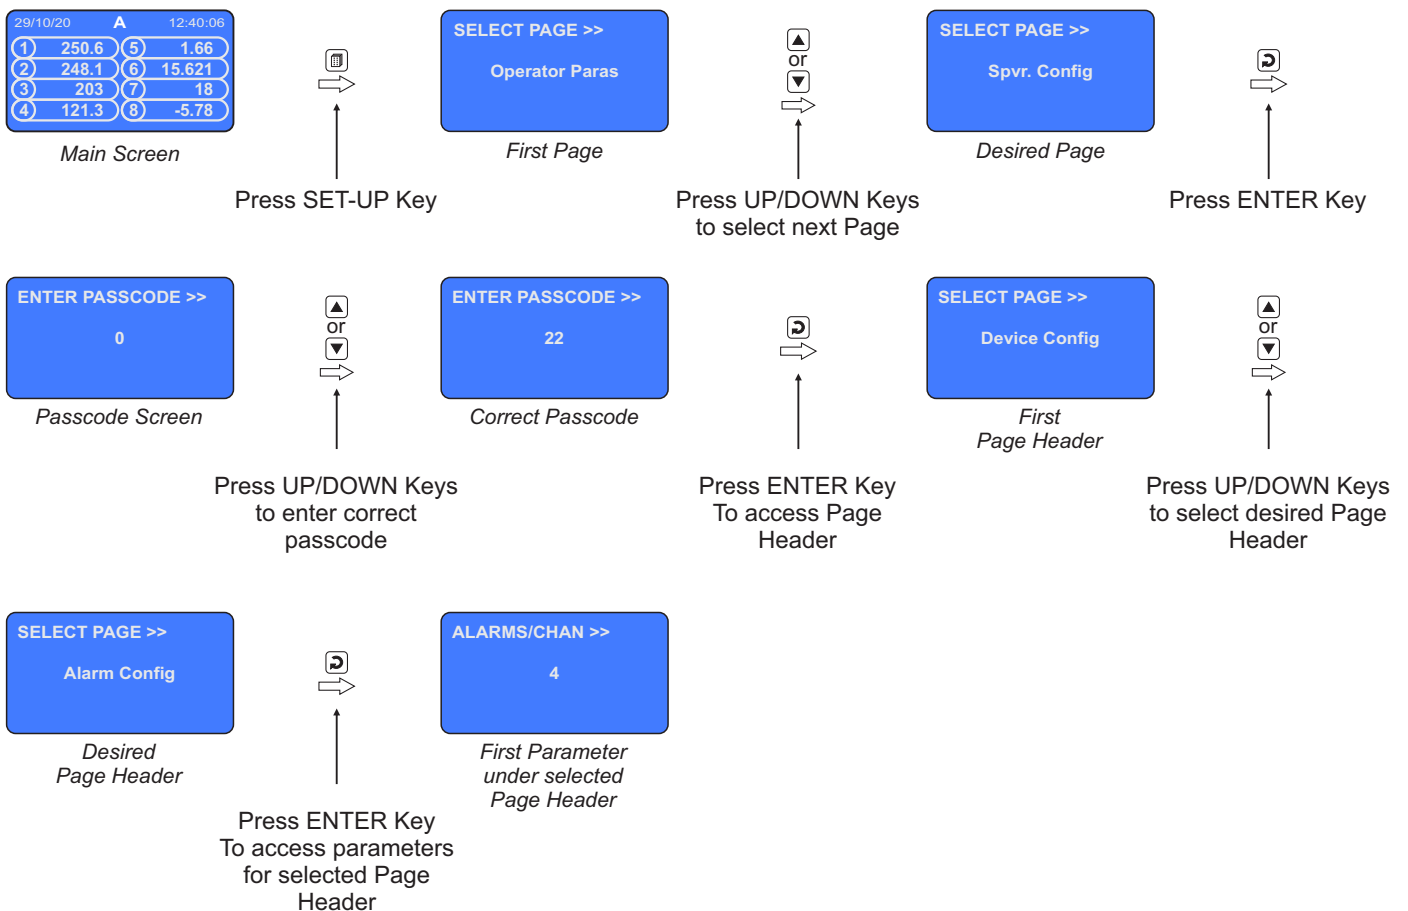 29/10/20 A 12:40:06
1 250.6 5 1.66
2 248.1 6 15.621
3 203 7 18
4 121.3 8 -5.78
Main Screen
Press SET-UP Key
SELECT PAGE >>
Operator Paras
First Page
or
Press UP/DOWN Keys
to select next Page
SELECT PAGE >>
Spvr. Config
Desired Page
Press ENTER Key
ENTER PASSCODE >>
0
Passcode Screen
or
Press UP/DOWN Keys
to enter correct
passcode
ENTER PASSCODE >>
22
Correct Passcode
Press ENTER Key
To access Page
Header
SELECT PAGE >>
Device Config
First
Page Header
or
Press UP/DOWN Keys
to select desired Page
Header
SELECT PAGE >>
Alarm Config
Desired
Page Header
Press ENTER Key
To access parameters
for selected Page
Header
ALARMS/CHAN >>
4
First Parameter
under selected
Page Header